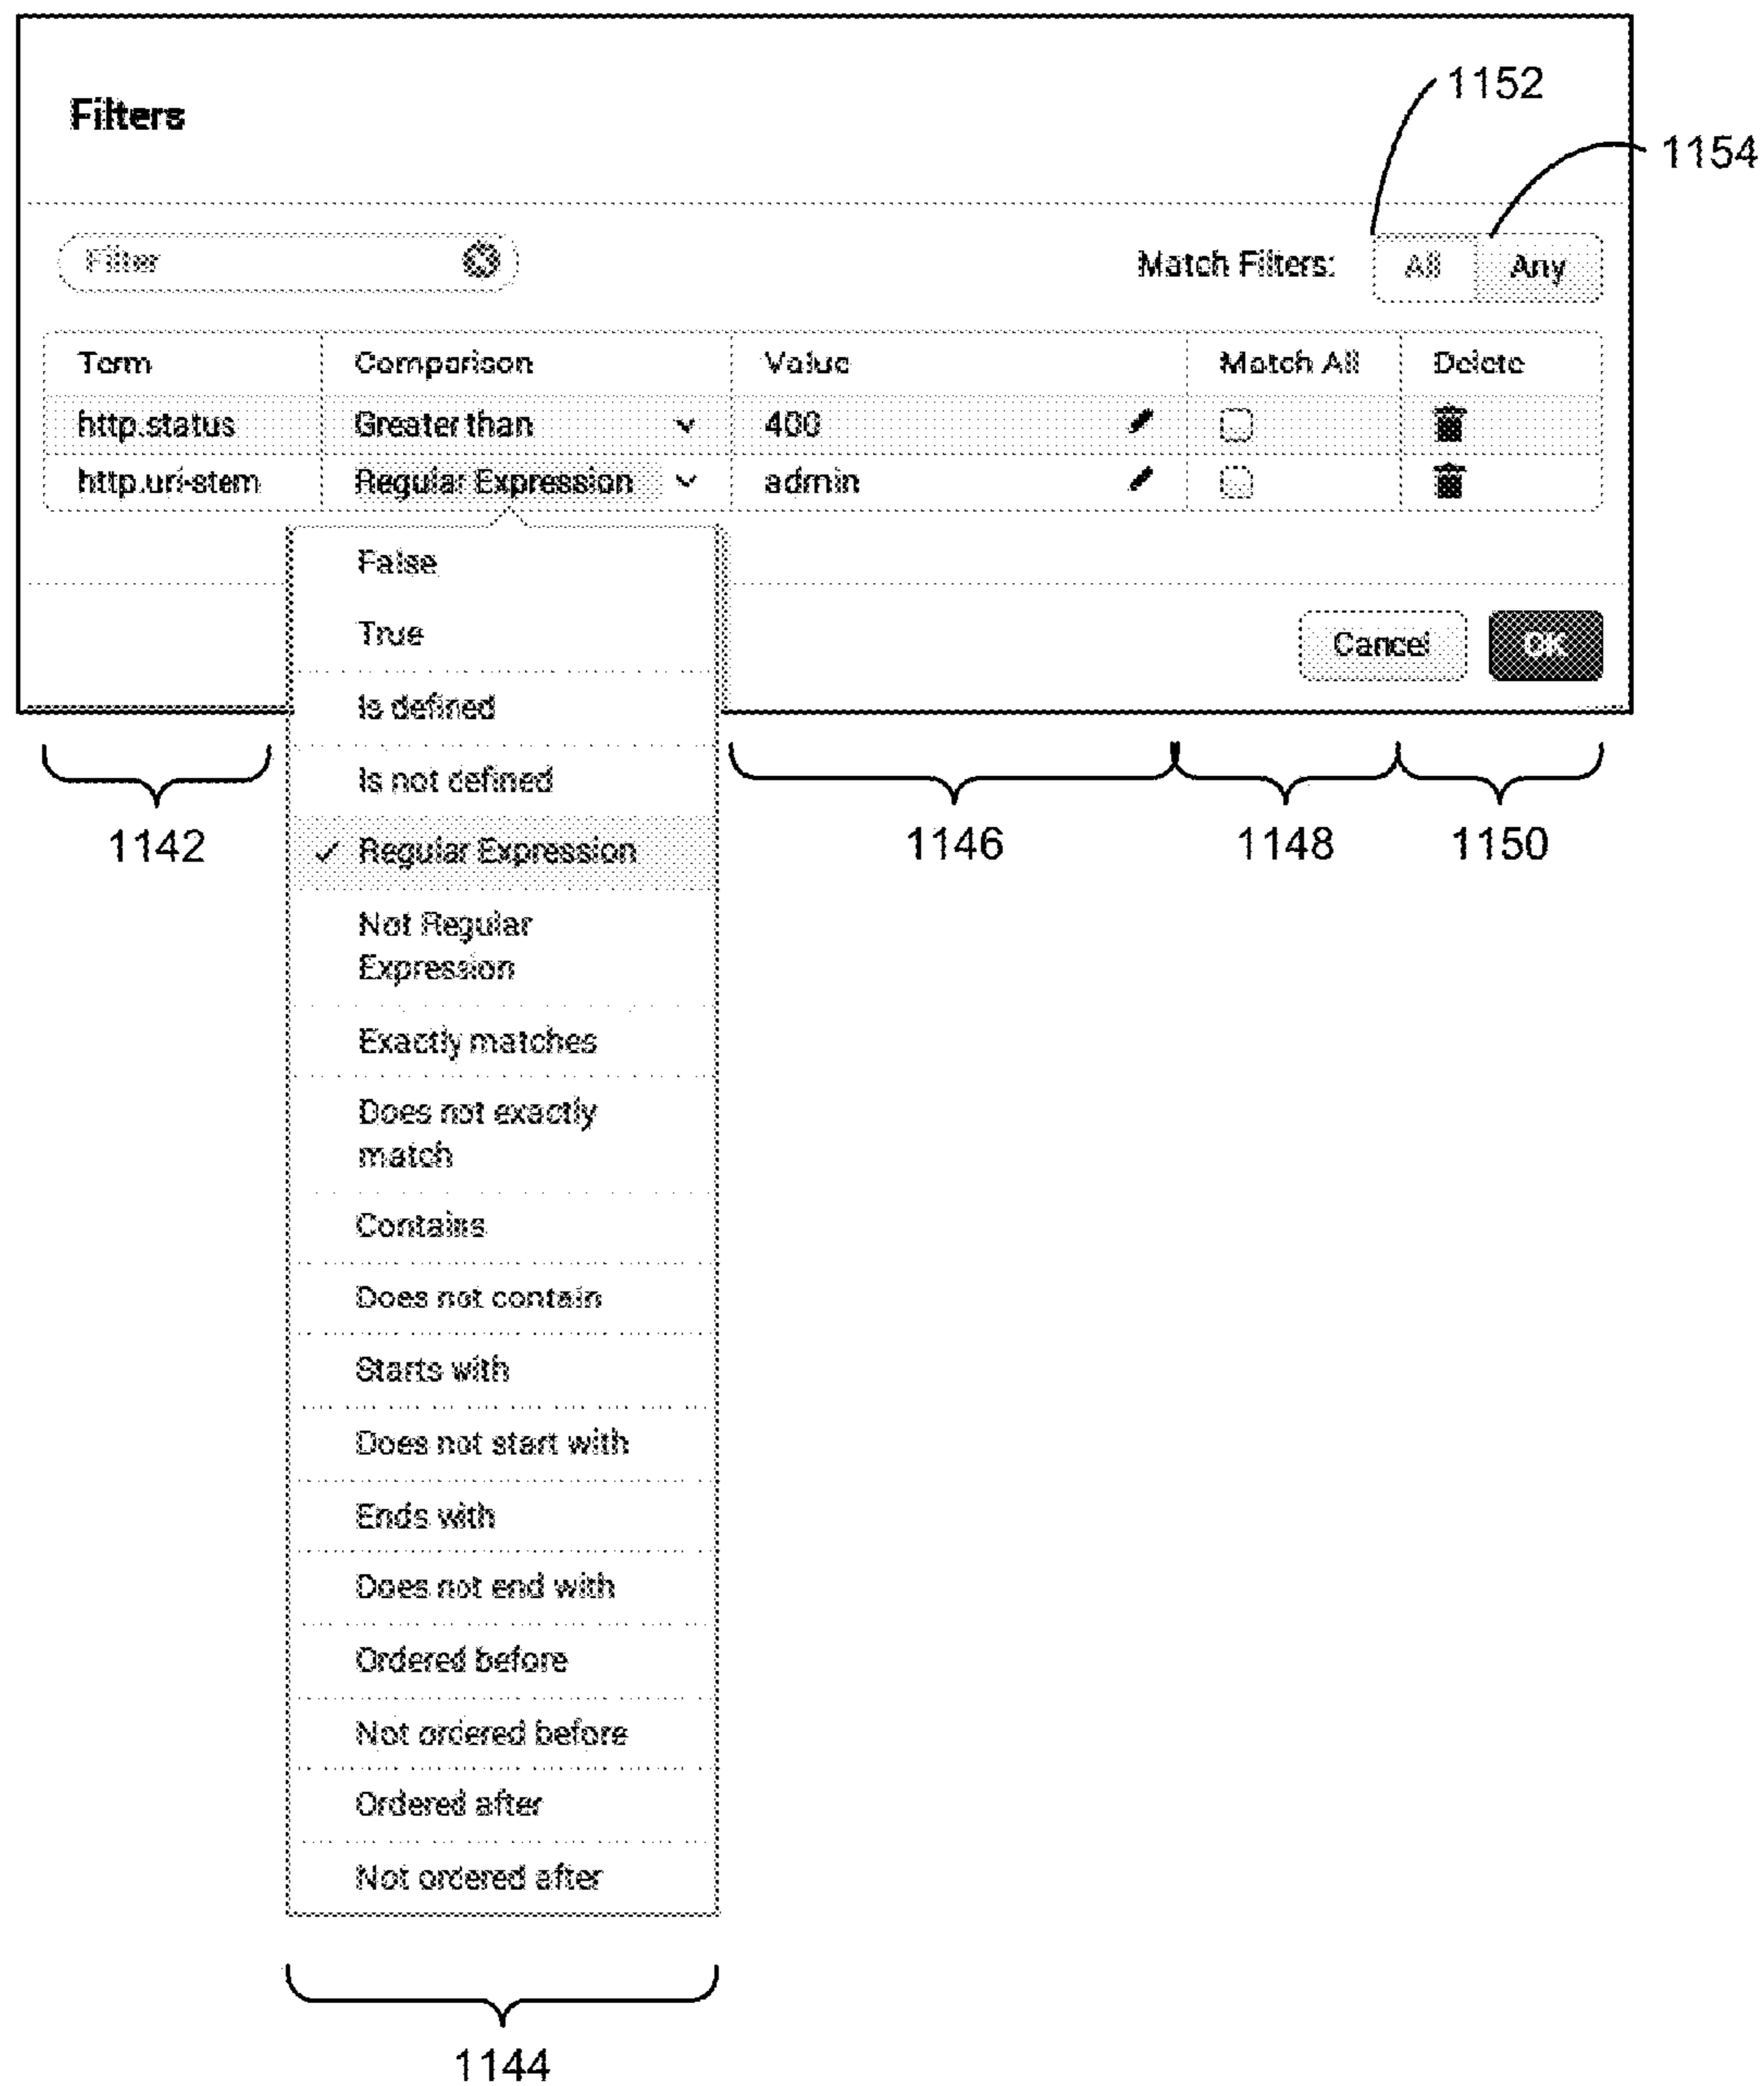 Filters
1152
1154
Filter
Match Filters: All Any
Term Comparison Value Match All Delete
http.status Greater than 400
http.uri-stem Regular Expression admin
False
True
Cancel OK
Is defined
Is not defined
1142
1146
1148
1150
Regular Expression
Not Regular
Expression
Exactly matches
Does not exactly
match
Contains
Does not contain
Starts with
Does not start with
Ends with
Does not end with
Ordered before
Not ordered before
Ordered after
Not ordered after
1144